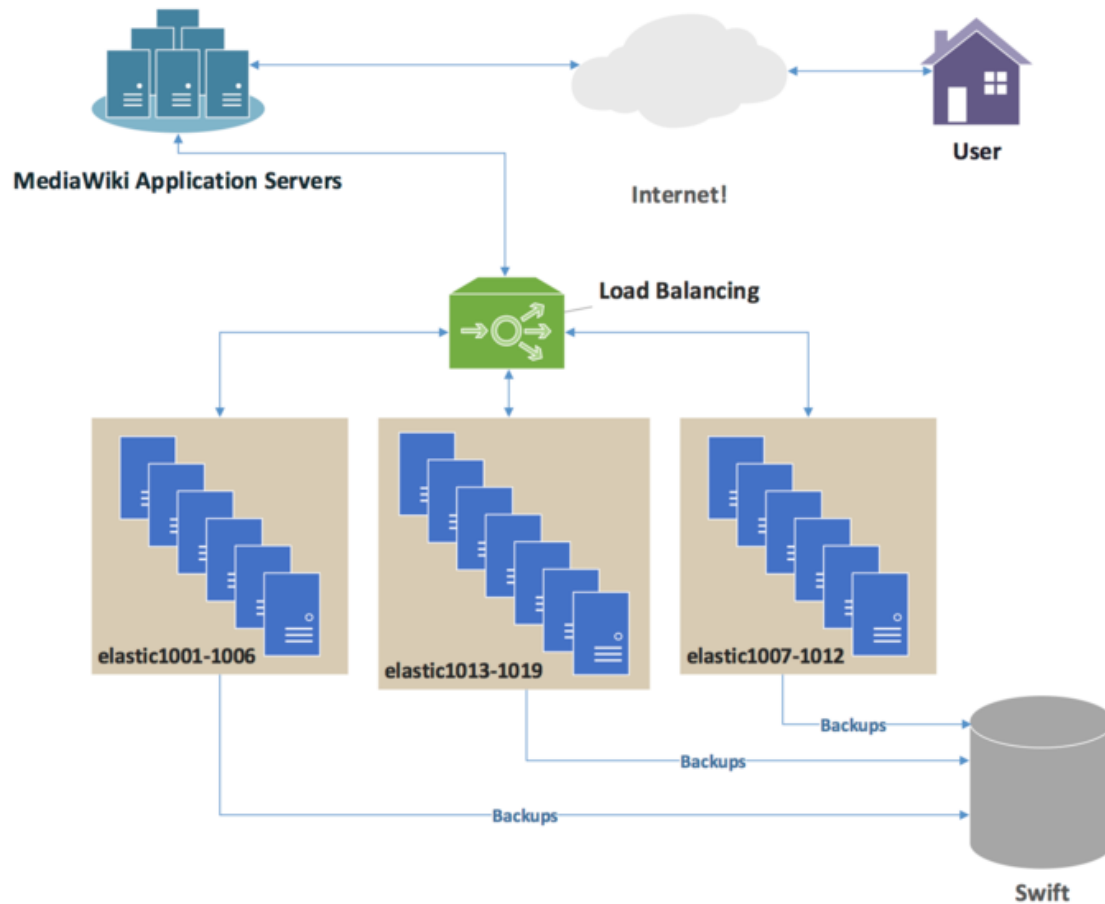 MediaWiki Application Servers
User
Internet!
Load Balancing
elastic1001-1006
elastic1013-1019
elastic1007-1012
Backups
Backups
Backups
Swift